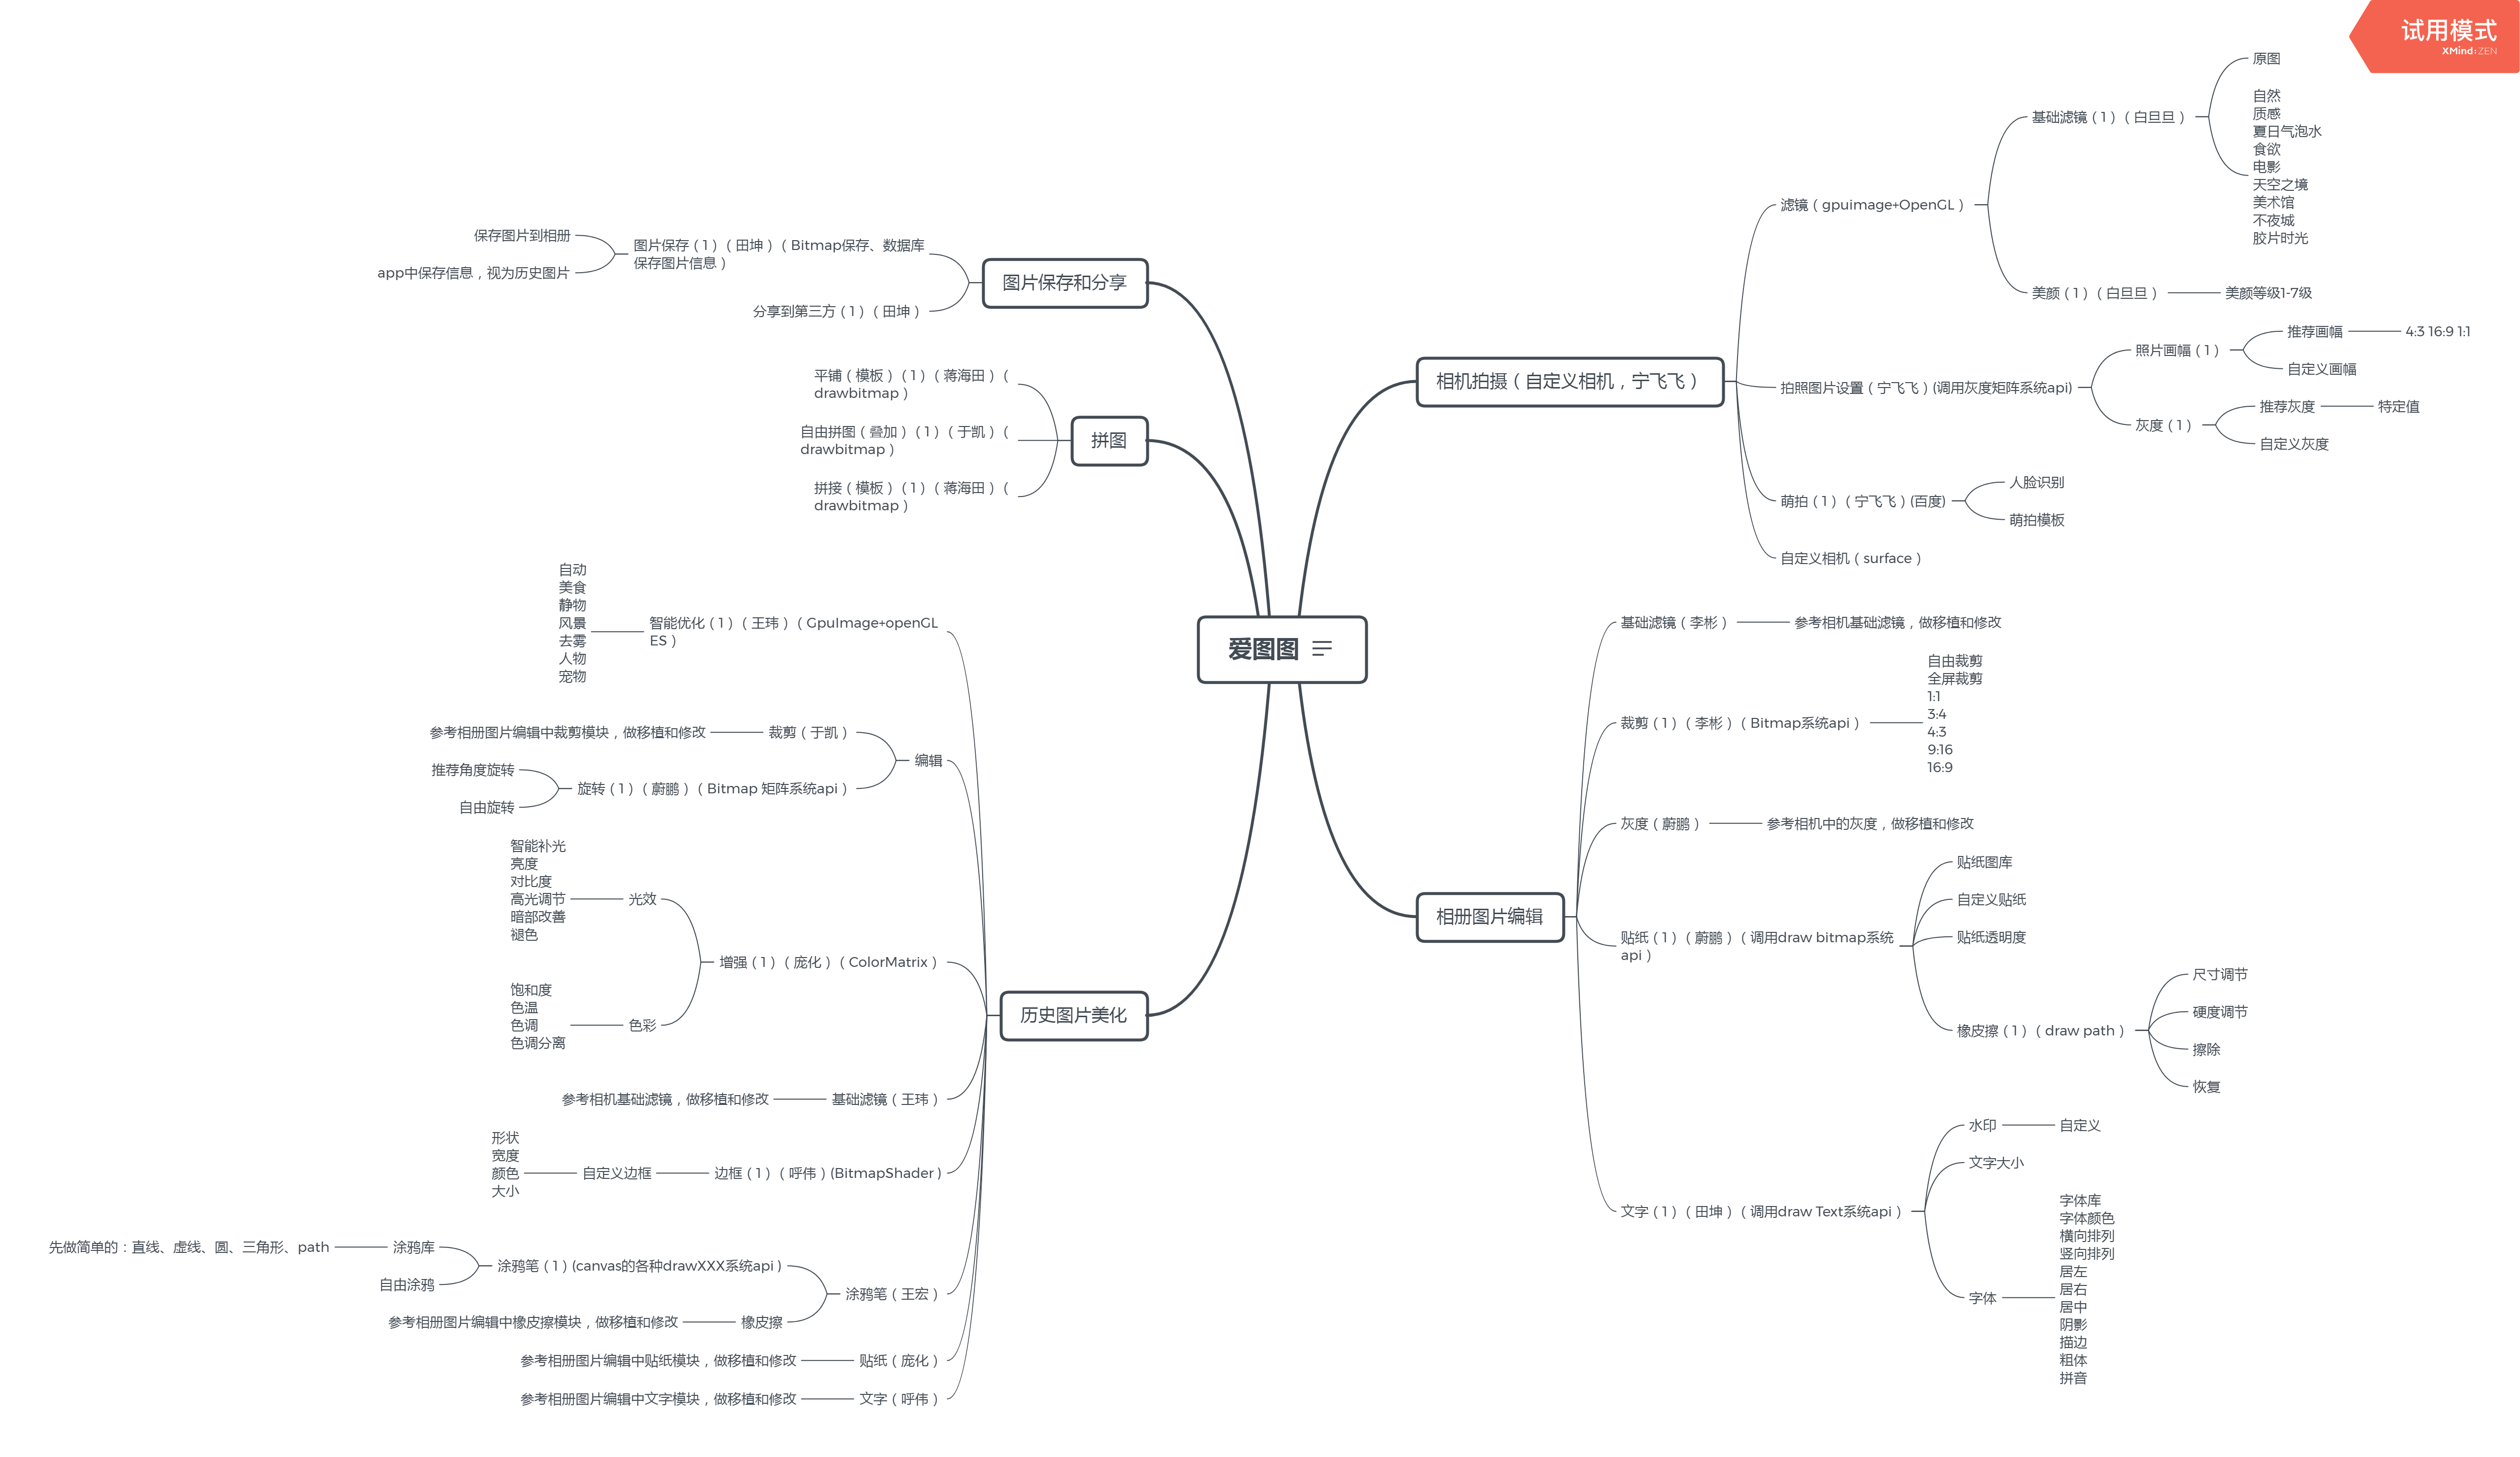 试用模式
XMind:ZEN
爱图图
相机拍摄（自定义相机，宁飞飞）
滤镜（gpuimage+OpenGL）
基础滤镜（1）（白旦旦）
原图
自然
质感
夏日气泡水
食欲
电影
天空之境
美术馆
不夜城
胶片时光
美颜（1）（白旦旦）
美颜等级1-7级
拍照图片设置（宁飞飞）(调用灰度矩阵系统api)
照片画幅（1）
推荐画幅
4:3 16:9 1:1
自定义画幅
灰度（1）
推荐灰度
特定值
自定义灰度
萌拍（1）（宁飞飞）(百度)
人脸识别
萌拍模板
自定义相机（surface）
相册图片编辑
基础滤镜（李彬）
参考相机基础滤镜，做移植和修改
裁剪（1）（李彬）（Bitmap系统api）
自由裁剪
全屏裁剪
1:1
3:4
4:3
9:16
16:9
灰度（蔚鹏）
参考相机中的灰度，做移植和修改
贴纸（1）（蔚鹏）（调用draw bitmap系统
api）
贴纸图库
自定义贴纸
贴纸透明度
橡皮擦（1）（draw path）
尺寸调节
硬度调节
擦除
恢复
文字（1）（田坤）（调用draw Text系统api）
水印
自定义
文字大小
字体
字体库
字体颜色
横向排列
竖向排列
居左
居右
居中
阴影
描边
粗体
拼音
图片保存和分享
图片保存（1）（田坤）（Bitmap保存、数据库
保存图片信息）
保存图片到相册
app中保存信息，视为历史图片
分享到第三方（1）（田坤）
拼图
平铺（模板）（1）（蒋海田）（
drawbitmap）
自由拼图（叠加）（1）（于凯）（
drawbitmap）
拼接（模板）（1）（蒋海田）（
drawbitmap）
历史图片美化
智能优化（1）（王玮）（GpuImage+openGL
ES）
自动
美食
静物
风景
去雾
人物
宠物
编辑
裁剪（于凯）
参考相册图片编辑中裁剪模块，做移植和修改
旋转（1）（蔚鹏）（Bitmap 矩阵系统api）
推荐角度旋转
自由旋转
增强（1）（庞化）（ColorMatrix）
光效
智能补光
亮度
对比度
高光调节
暗部改善
褪色
色彩
饱和度
色温
色调
色调分离
基础滤镜（王玮）
参考相机基础滤镜，做移植和修改
边框（1）（呼伟）(BitmapShader）
自定义边框
形状
宽度
颜色
大小
涂鸦笔（王宏）
涂鸦笔（1）(canvas的各种drawXXX系统api）
涂鸦库
先做简单的：直线、虚线、圆、三角形、path
自由涂鸦
橡皮擦
参考相册图片编辑中橡皮擦模块，做移植和修改
贴纸（庞化）
参考相册图片编辑中贴纸模块，做移植和修改
文字（呼伟）
参考相册图片编辑中文字模块，做移植和修改